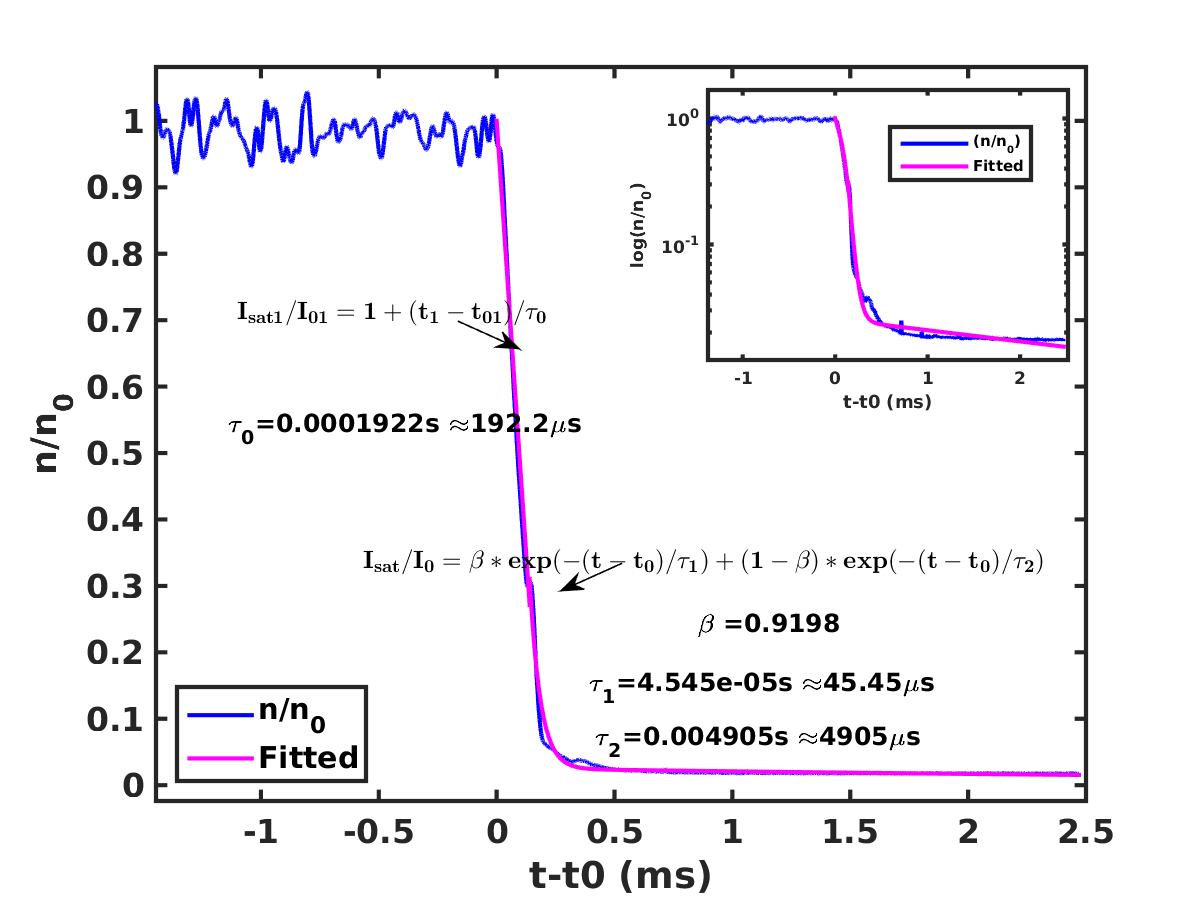 1
0.9
0.8
0.7
0.6
0.5
0.4
0.3
0.2
0.1
0
n/n0
-1
-0.5
0
0.5
1
1.5
2
2.5
t-t0 (ms)
Isat1/I01 = 1 + (t1 − t01)/τ0
τ0=0.0001922s ≈192.2μs
Isat/I0 = β ∗ exp(−(t − t0)/τ1) + (1 − β) ∗ exp(−(t − t0)/τ2)
β =0.9198
τ1=4.545e-05s ≈45.45μs
τ2=0.004905s ≈4905μs
n/n0
Fitted
10^0
10^-1
log(n/n0)
(n/n0)
Fitted
-1
0
1
2
t-t0 (ms)